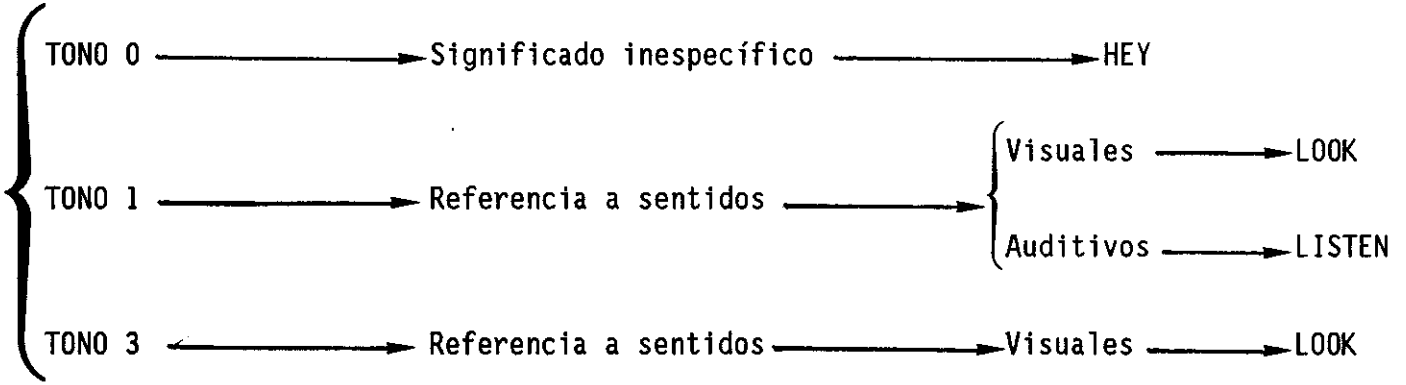 TONO 0 Significado inespecífico HEY
Visuales LOOK
TONO 1 Referencia a sentidos
Auditivos LISTEN
TONO 3 Referencia a sentidos Visuales LOOK